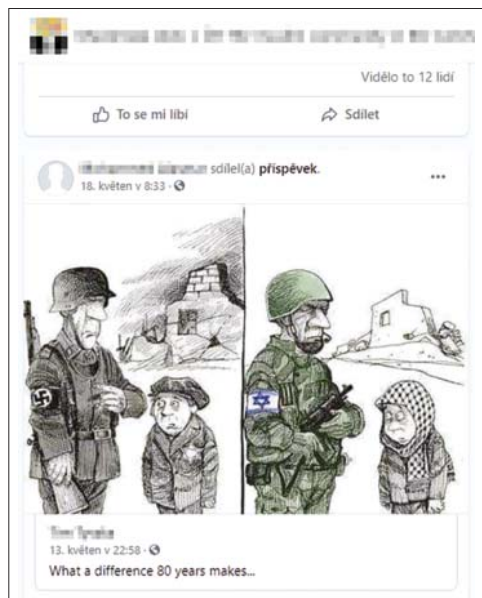 Vidělo to 12 lidí
To se mi líbí
Sdílet
sdílel(a) příspěvek.
18. květen v 8:33
13. květen v 22:58
What a difference 80 years makes...